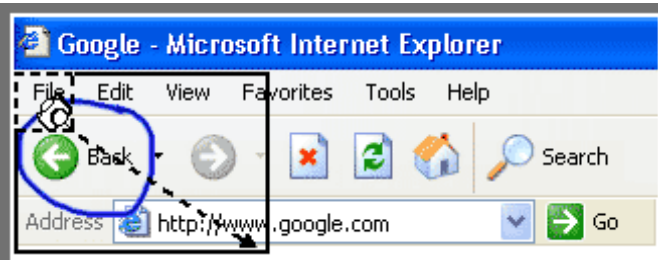 Google - Microsoft Internet Explorer
File Edit View Favorites Tools Help
Back Search
Address http://www.google.com Go